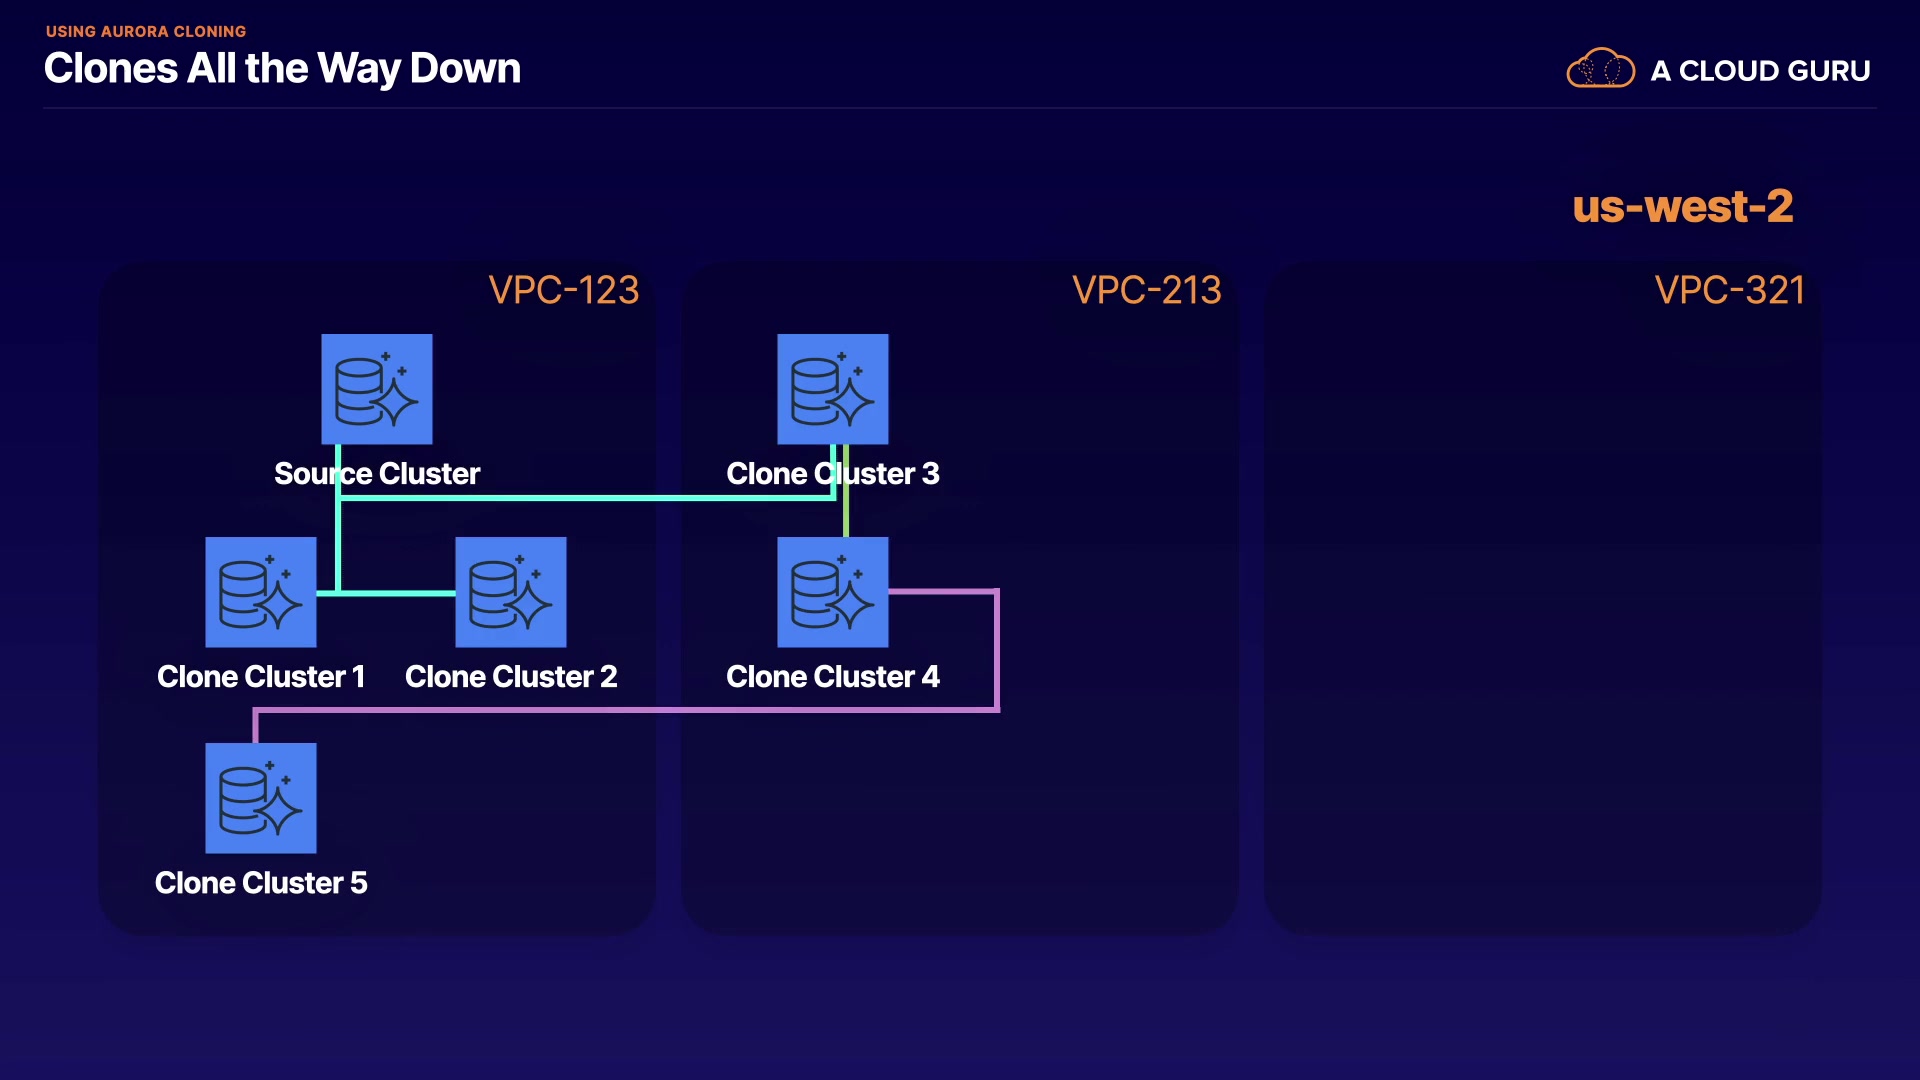 USING AURORA CLONING
Clones All the Way Down
A CLOUD GURU
us-west-2
VPC-123
VPC-213
VPC-321
Source Cluster
Clone Cluster 3
Clone Cluster 1
Clone Cluster 2
Clone Cluster 4
Clone Cluster 5